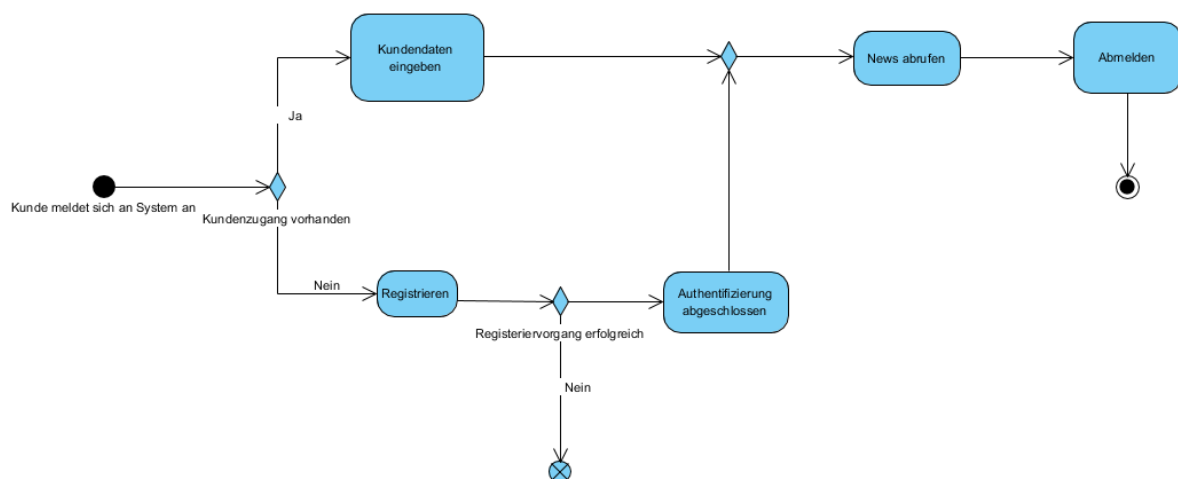 Kundendaten
eingeben
News abrufen
Abmelden
Ja
Kunde meldet sich an System an
Kundenzugang vorhanden
Nein
Registrieren
Authentifizierung
abgeschlossen
Registeriervorgang erfolgreich
Nein